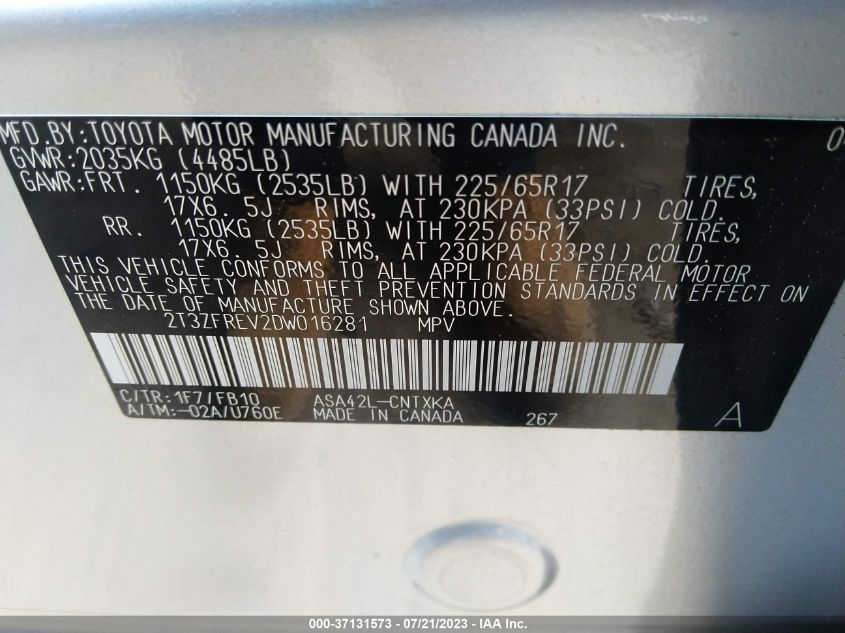 MFD.BY:TOYOTA MOTOR MANUFACTURING CANADA INC.
GVWR:2035KG (4485LB)
GAWR:FRT. 1150KG (2535LB) WITH 225/65R17 TIRES,
17X6.5J RIMS, AT 230KPA (33PSI) COLD.
RR. 1150KG (2535LB) WITH 225/65R17 TIRES,
17X6.5J RIMS, AT 230KPA (33PSI) COLD.
THIS VEHICLE CONFORMS TO ALL APPLICABLE FEDERAL MOTOR
VEHICLE SAFETY AND THEFT PREVENTION STANDARDS IN EFFECT ON
THE DATE OF MANUFACTURE SHOWN ABOVE.
2T3ZFREV2DW016281 MPV
C/TR:1F7/FB10 ASA42L-CNTXKA
A/TM:-02A/U760E MADE IN CANADA 267 A
000-37131573 - 07/21/2023 - IAA Inc.